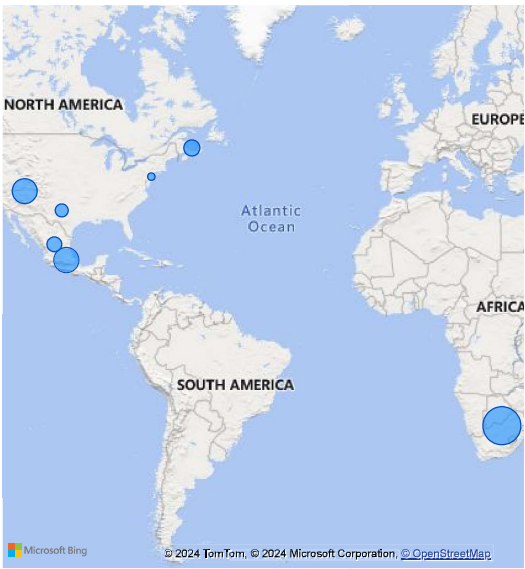 NORTH AMERICA
EUROPE
Atlantic
Ocean
AFRICA
SOUTH AMERICA
Microsoft Bing
© 2024 TomTom, © 2024 Microsoft Corporation, © OpenStreetMap